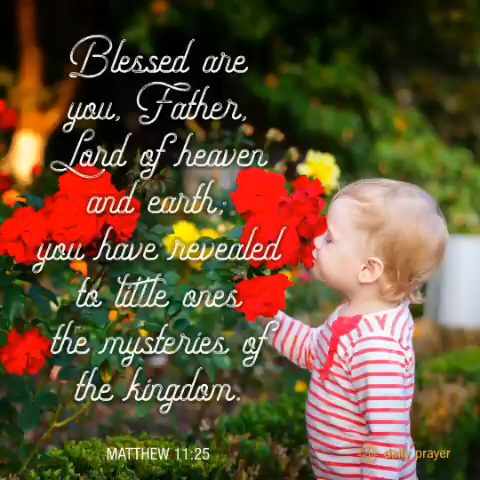 Blessed are
you, Father,
Lord of heaven
and earth;
you have revealed
to little ones
the mysteries of
the kingdom.
MATTHEW 11:25
daily prayer